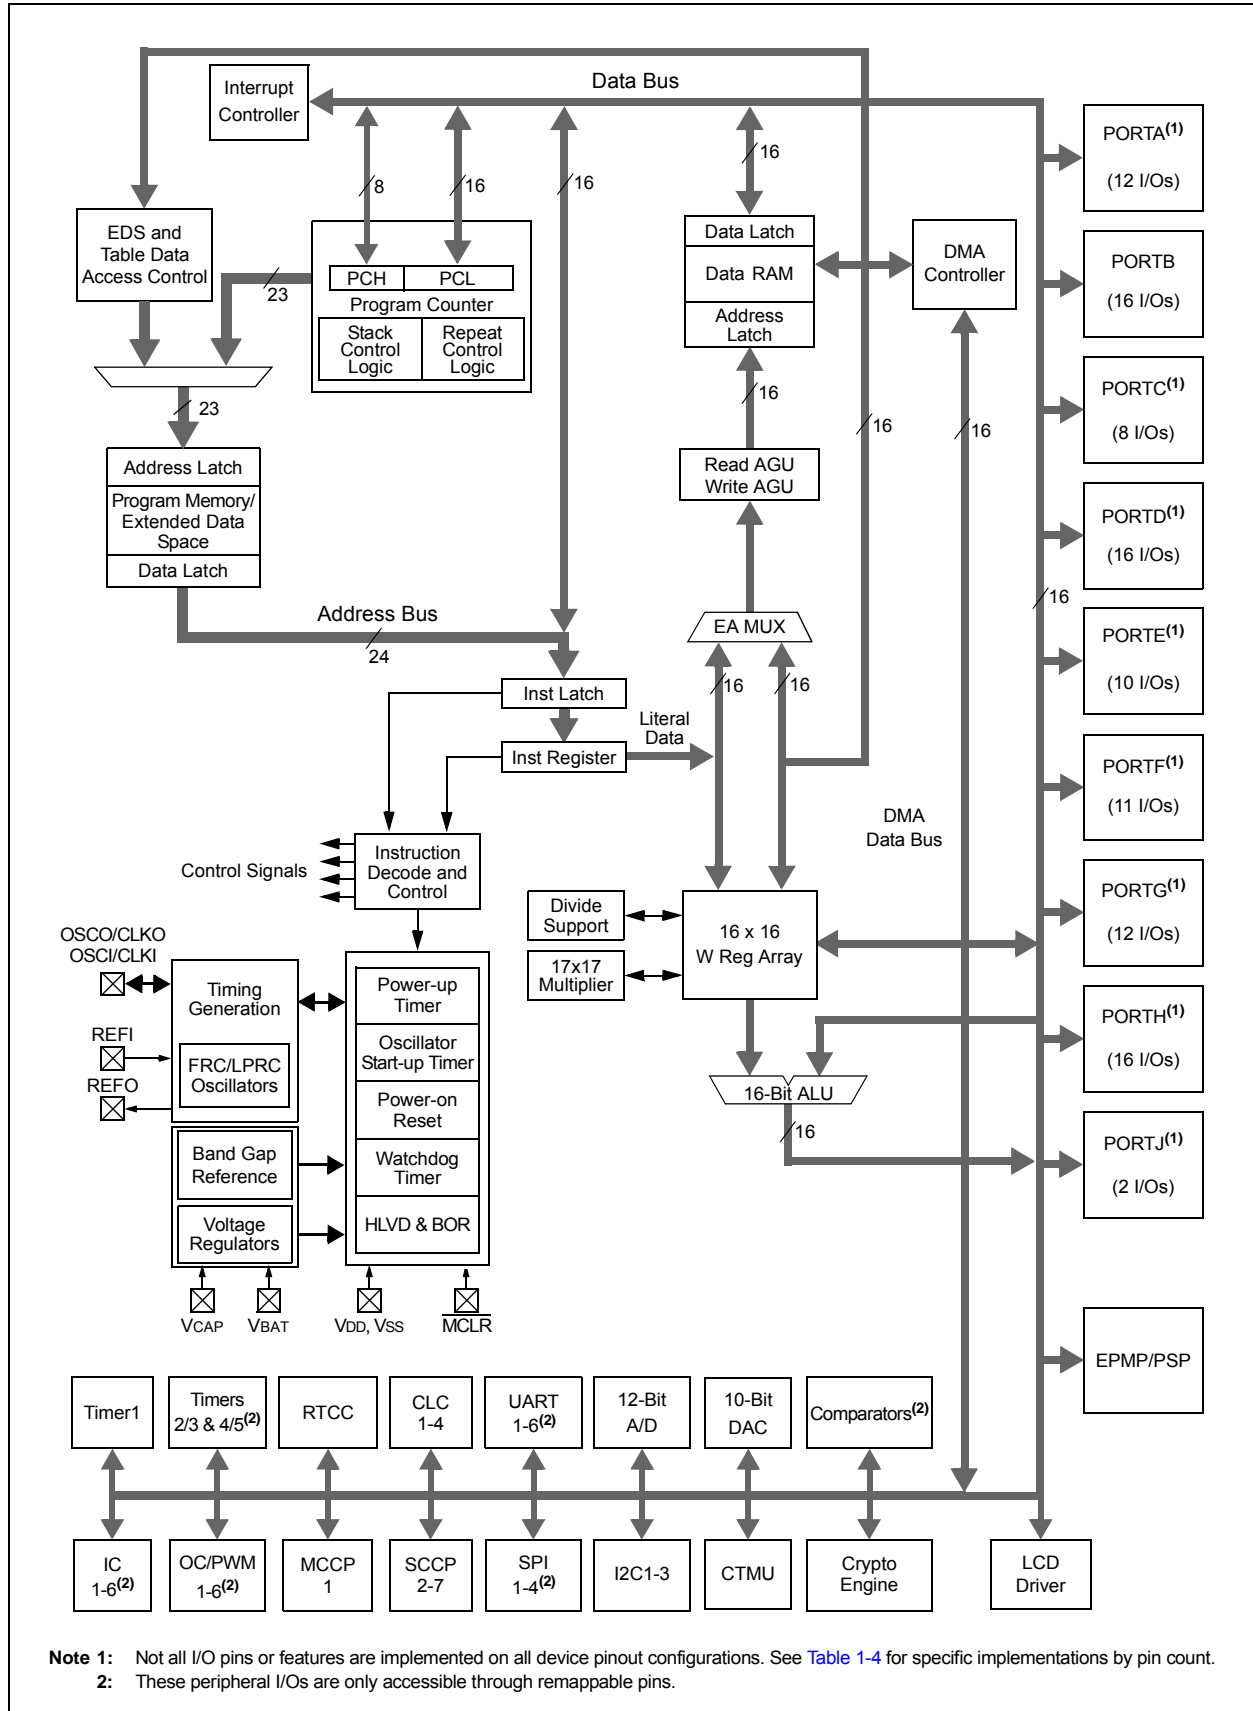 Data Bus
Interrupt
Controller
8
16
16
16
16
EDS and
Table Data
Access Control
23
PCH
PCL
Program Counter
Stack
Control
Logic
Repeat
Control
Logic
Data Latch
Data RAM
Address
Latch
DMA
Controller
23
16
16
16
Address Latch
Program Memory/
Extended Data
Space
Data Latch
Read AGU
Write AGU
Address Bus
24
EA MUX
16
16
Inst Latch
Literal
Data
Inst Register
DMA
Data Bus
Control Signals
Instruction
Decode and
Control
Divide
Support
17x17
Multiplier
16 x 16
W Reg Array
16-Bit ALU
16
OSCO/CLKO
OSCI/CLKI
REFI
REFO
Timing
Generation
FRC/LPRC
Oscillators
Band Gap
Reference
Voltage
Regulators
Power-up
Timer
Oscillator
Start-up Timer
Power-on
Reset
Watchdog
Timer
HLVD & BOR
VCAP
VBAT
VDD, VSS
MCLR
PORTA(1)
(12 I/Os)
PORTB
(16 I/Os)
PORTC(1)
(8 I/Os)
PORTD(1)
(16 I/Os)
PORTE(1)
(10 I/Os)
PORTF(1)
(11 I/Os)
PORTG(1)
(12 I/Os)
PORTH(1)
(16 I/Os)
PORTJ(1)
(2 I/Os)
EPMP/PSP
Timer1
Timers
2/3 & 4/5(2)
RTCC
CLC
1-4
UART
1-6(2)
12-Bit
A/D
10-Bit
DAC
Comparators(2)
IC
1-6(2)
OC/PWM
1-6(2)
MCCP
1
SCCP
2-7
SPI
1-4(2)
I2C1-3
CTMU
Crypto
Engine
LCD
Driver
Note 1: Not all I/O pins or features are implemented on all device pinout configurations. See Table 1-4 for specific implementations by pin count.
2: These peripheral I/Os are only accessible through remappable pins.